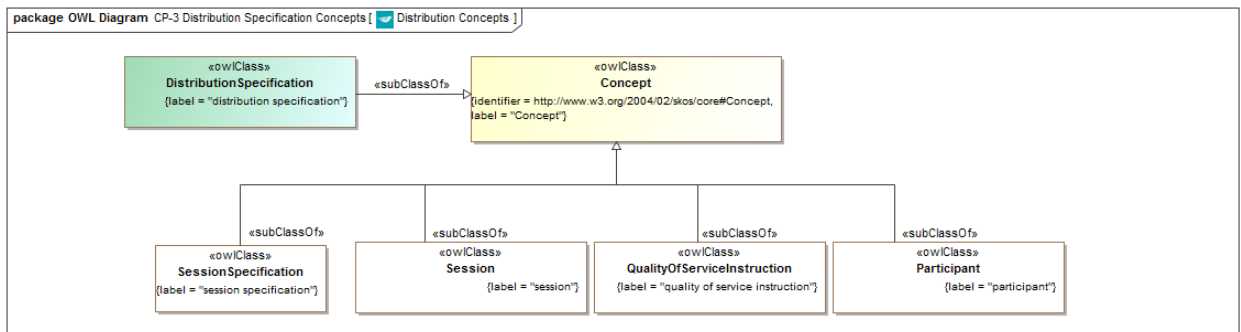 package OWL Diagram CP-3 Distribution Specification Concepts [ Distribution Concepts ]
«owlClass»
DistributionSpecification
{label = "distribution specification"}
«subClassOf»
«owlClass»
Concept
{identifier = http://www.w3.org/2004/02/skos/core#Concept,
label = "Concept"}
«subClassOf»
«subClassOf»
«subClassOf»
«subClassOf»
«owlClass»
SessionSpecification
{label = "session specification"}
«owlClass»
Session
{label = "session"}
«owlClass»
QualityOfServiceInstruction
{label = "quality of service instruction"}
«owlClass»
Participant
{label = "participant"}